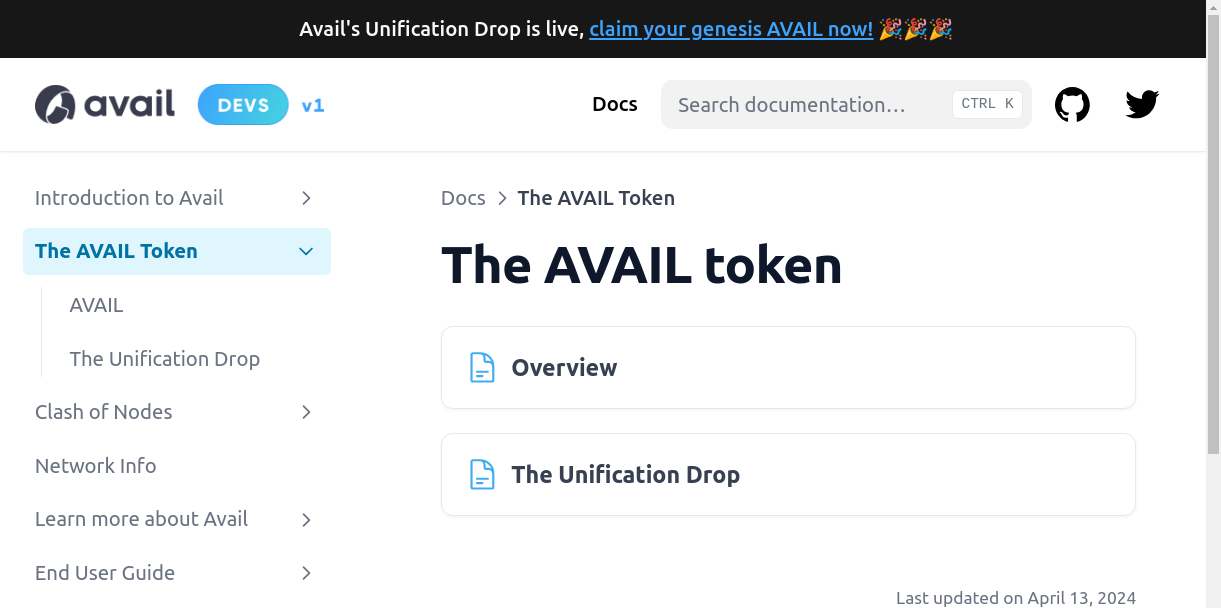 Avail's Unification Drop is live, claim your genesis AVAIL now! 🎉🎉🎉
avail DEVS v1
Docs
Search documentation…
CTRL K
Introduction to Avail
The AVAIL Token
AVAIL
The Unification Drop
Clash of Nodes
Network Info
Learn more about Avail
End User Guide
Docs > The AVAIL Token
The AVAIL token
Overview
The Unification Drop
Last updated on April 13, 2024